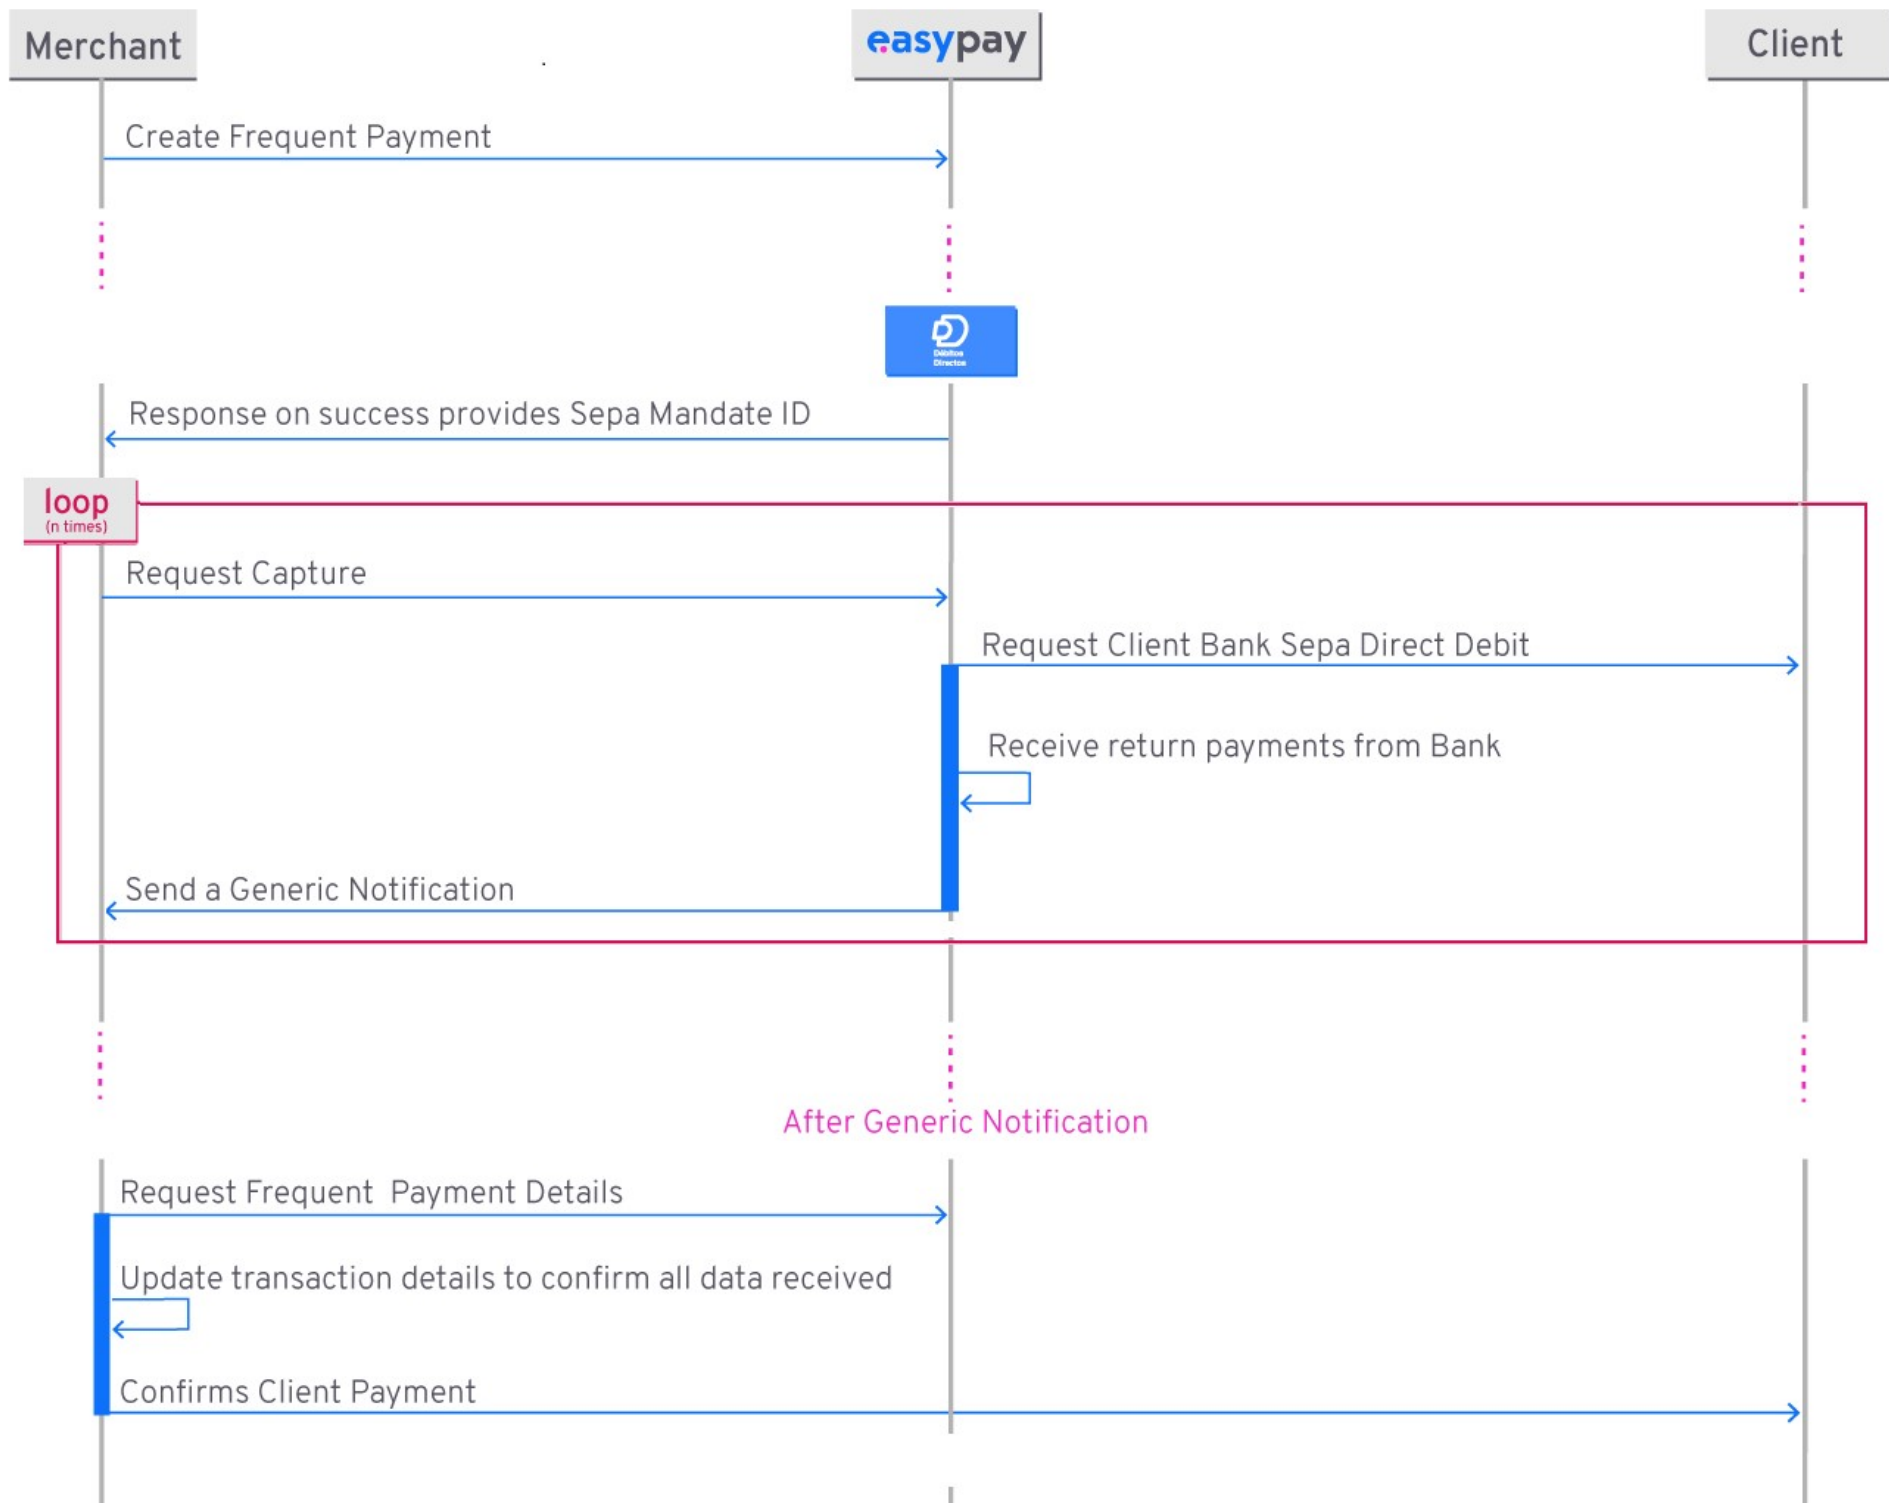 Merchant
easypay
Client
Create Frequent Payment
Débitos
Directos
Response on success provides Sepa Mandate ID
loop
(n times)
Request Capture
Request Client Bank Sepa Direct Debit
Receive return payments from Bank
Send a Generic Notification
After Generic Notification
Request Frequent Payment Details
Update transaction details to confirm all data received
Confirms Client Payment